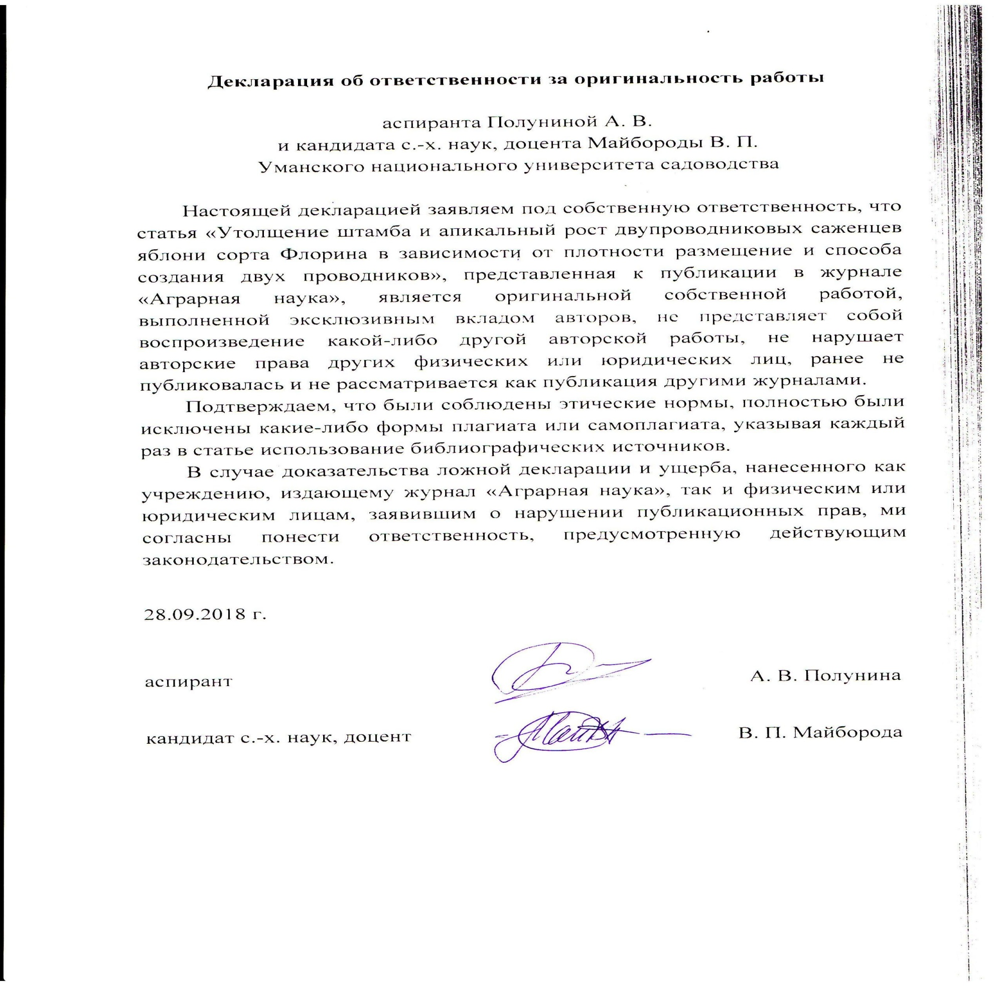 Декларация об ответственности за оригинальность работы
аспиранта Полуниной А. В.
и кандидата с.-х. наук, доцента Майбороды В. П.
Уманского национального университета садоводства
Настоящей декларацией заявляем под собственную ответственность, что
статья «Утолщение штамба и апикальный рост двупроводниковых саженцев
яблони сорта Флорина в зависимости от плотности размещение и способа
создания двух проводников», представленная к публикации в журнале
«Аграрная наука», является оригинальной собственной работой,
выполненной эксклюзивным вкладом авторов, не представляет собой
воспроизведение какой-либо другой авторской работы, не нарушает
авторские права других физических или юридических лиц, ранее не
публиковалась и не рассматривается как публикация другими журналами.
Подтверждаем, что были соблюдены этические нормы, полностью были
исключены какие-либо формы плагиата или самоплагиата, указывая каждый
раз в статье использование библиографических источников.
В случае доказательства ложной декларации и ущерба, нанесенного как
учреждению, издающему журнал «Аграрная наука», так и физическим или
юридическим лицам, заявившим о нарушении публикационных прав, ми
согласны понести ответственность, предусмотренную действующим
законодательством.
28.09.2018 г.
аспирант А. В. Полунина
кандидат с.-х. наук, доцент В. П. Майборода